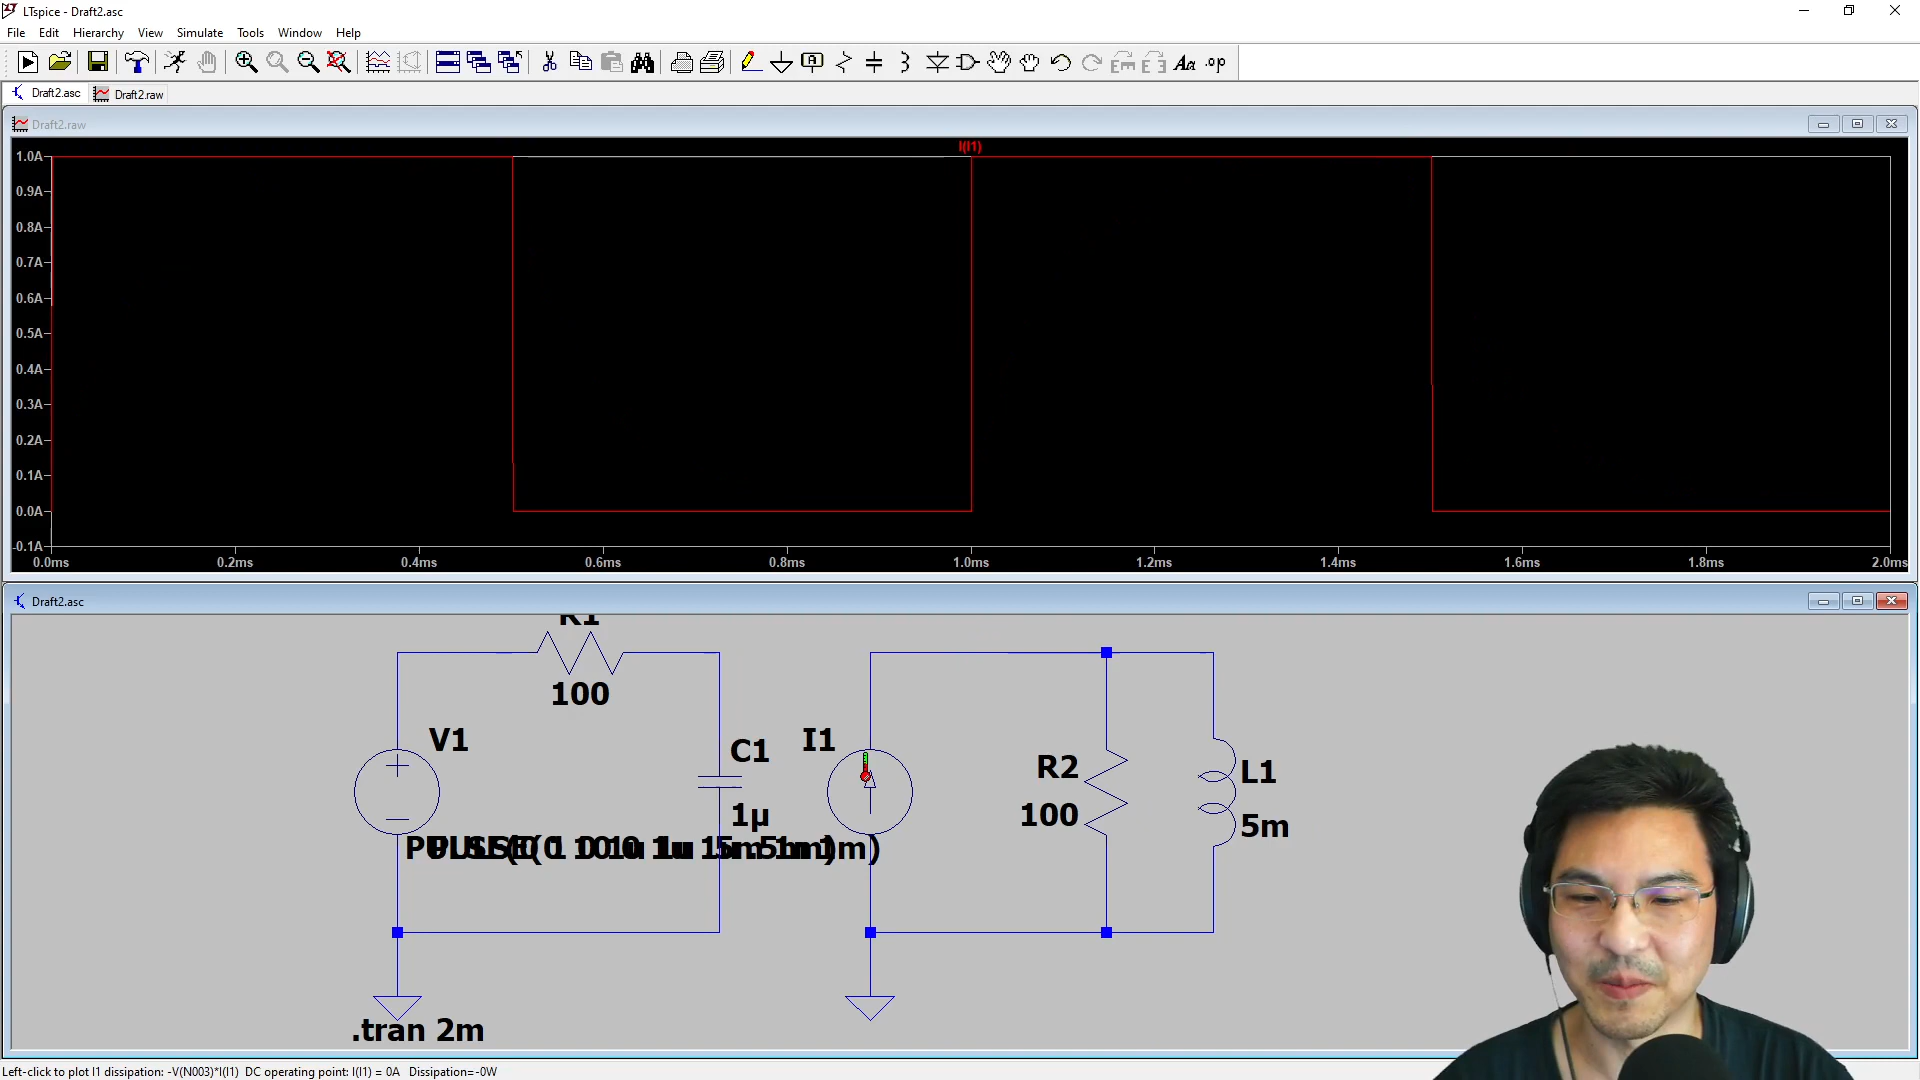 LTspice - Draft2.asc
File Edit Hierarchy View Simulate Tools Window Help
Draft2.asc Draft2.raw
Draft2.raw
I(I1)
1.0A
0.9A
0.8A
0.7A
0.6A
0.5A
0.4A
0.3A
0.2A
0.1A
0.0A
-0.1A
0.0ms 0.2ms 0.4ms 0.6ms 0.8ms 1.0ms 1.2ms 1.4ms 1.6ms 1.8ms 2.0ms
Draft2.asc
R1
100
V1
C1
1µ
I1
R2
100
L1
5m
.tran 2m
Left-click to plot I1 dissipation: -V(N003)*I(I1) DC operating point: I(I1) = 0A Dissipation=-0W